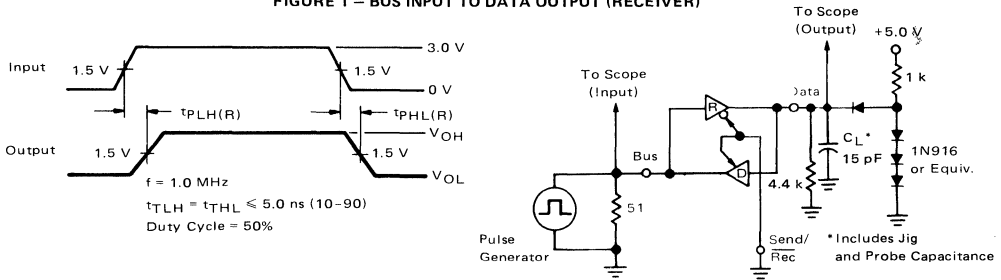 FIGURE 1 – BUS INPUT TO DATA OUTPUT (RECEIVER)
Input
1.5 V
1.5 V
3.0 V
0 V
tPLH(R)
tPHL(R)
Output
1.5 V
1.5 V
VOH
VOL
f = 1.0 MHz
tTLH = tTHL ⩽ 5.0 ns (10-90)
Duty Cycle = 50%
To Scope
(!nput)
Bus
Pulse
Generator
51
R
D
Send/
Rec
To Scope
(Output)
Data
4.4 k
CL*
15 pF
+5.0 V
1 k
1N916
or Equiv.
*Includes Jig
and Probe Capacitance